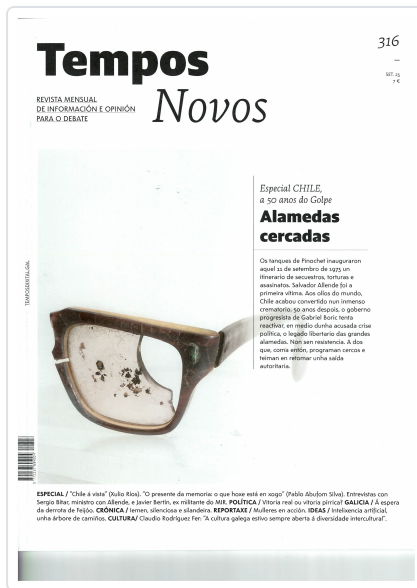 Tempos
Novos
316
SET. 23
7 €
REVISTA MENSUAL
DE INFORMACIÓN E OPINIÓN
PARA O DEBATE
TEMPOSDIXITAL.GAL
Especial CHILE,
a 50 anos do Golpe
Alamedas
cercadas
Os tanques de Pinochet inauguraron
aquel 11 de setembro de 1973 un
itinerario de secuestros, torturas e
asasinatos. Salvador Allende foi a
primeira vítima. Aos ollos do mundo,
Chile acabou convertido nun inmenso
crematorio. 50 anos despois, o goberno
progresista de Gabriel Boric tenta
reactivar, en medio dunha acusada crise
política, o legado libertario das grandes
alamedas. Non sen resistencia. A dos
que, coma entón, programan cercos e
teiman en retomar unha saída
autoritaria.
ESPECIAL / "Chile á vista" (Xulio Ríos). "O presente da memoria: o que hoxe está en xogo" (Pablo Abufom Silva). Entrevistas con
Sergio Bitar, ministro con Allende, e Javier Bertín, ex militante do MIR. POLÍTICA / Vitoria real ou vitoria pírrica? GALICIA / Á espera
da derrota de Feijóo. CRÓNICA / Iemen, silenciosa e silandeira. REPORTAXE / Mulleres en acción. IDEAS / Intelixencia artificial,
unha árbore de camiños. CULTURA/ Claudio Rodríguez Fer: "A cultura galega estivo sempre aberta á diversidade intercultural".